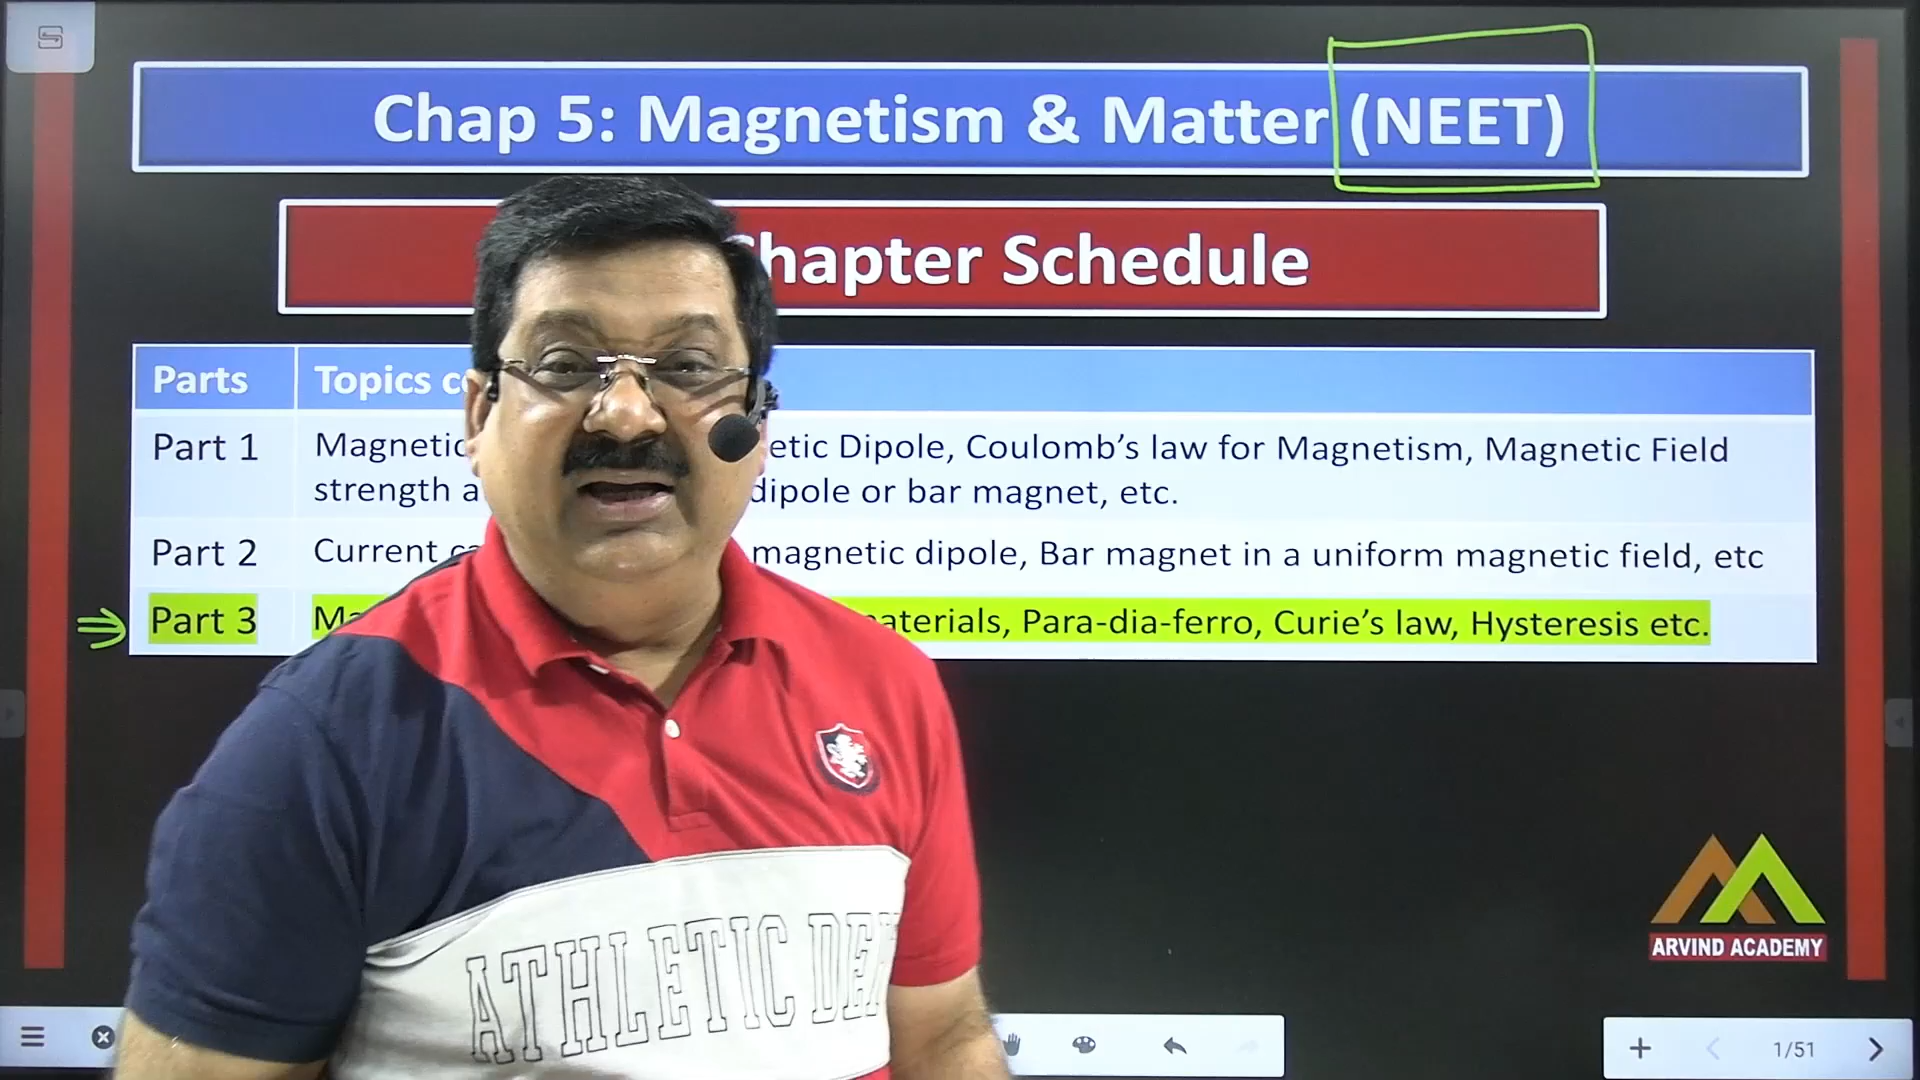 Chap 5: Magnetism & Matter (NEET)
hapter Schedule
Parts
Topics
Part 1
Magnetic etic Dipole, Coulomb's law for Magnetism, Magnetic Field
strength a dipole or bar magnet, etc.
Part 2
Current magnetic dipole, Bar magnet in a uniform magnetic field, etc
Part 3
aterials, Para-dia-ferro, Curie's law, Hysteresis etc.
ATHLETIC
ARVIND ACADEMY
1/51